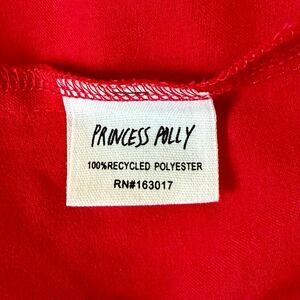 PRINCESS POLLY
100%RECYCLED POLYESTER
RN#163017